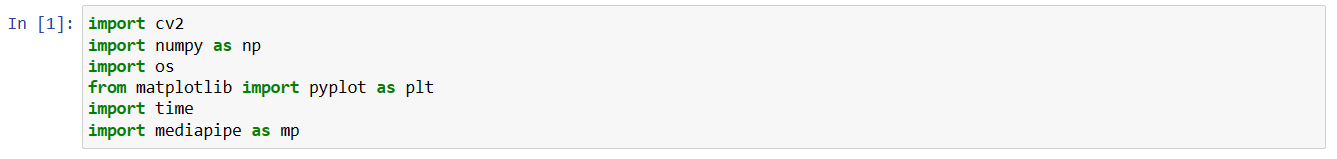 In [1]: import cv2
import numpy as np
import os
from matplotlib import pyplot as plt
import time
import mediapipe as mp